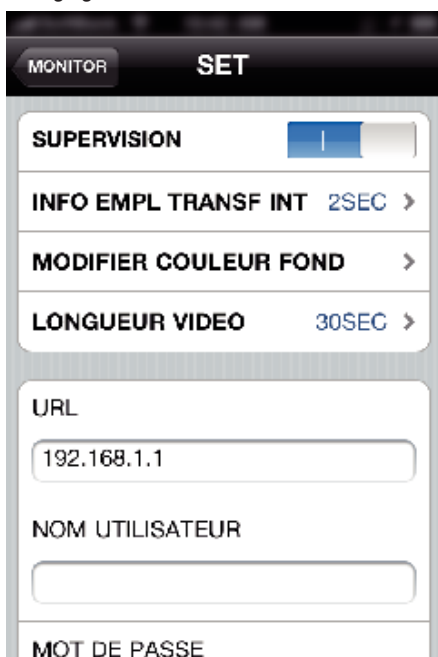 MONITOR SET
SUPERVISION
INFO EMPL TRANSF INT 2SEC >
MODIFIER COULEUR FOND >
LONGUEUR VIDEO 30SEC >
URL
192.168.1.1
NOM UTILISATEUR
MOT DE PASSE